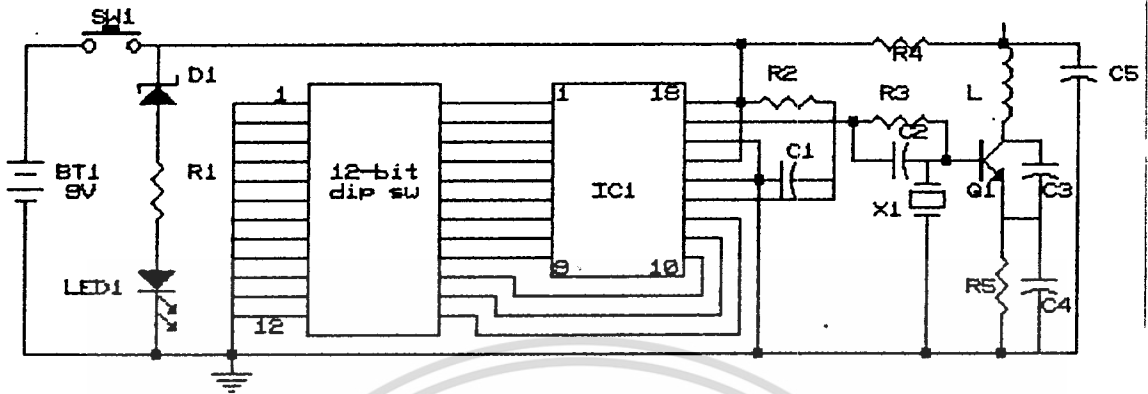 SW1
D1
R1
BT1
9V
LED1
1
12-bit
dip sw
12
1
18
IC1
9
10
R2
C1
R4
R3
C2
X1
L
Q1
C3
R5
C4
C5